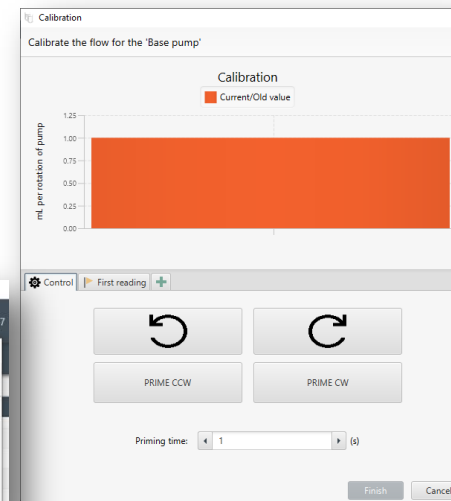 Calibration
Calibrate the flow for the 'Base pump'
Calibration
Current/Old value
mL per rotation of pump
1.25
1.00
0.75
0.50
0.25
0.00
Control First reading
7
PRIME CCW PRIME CW
Priming time: 1 (s)
Finish Cancel